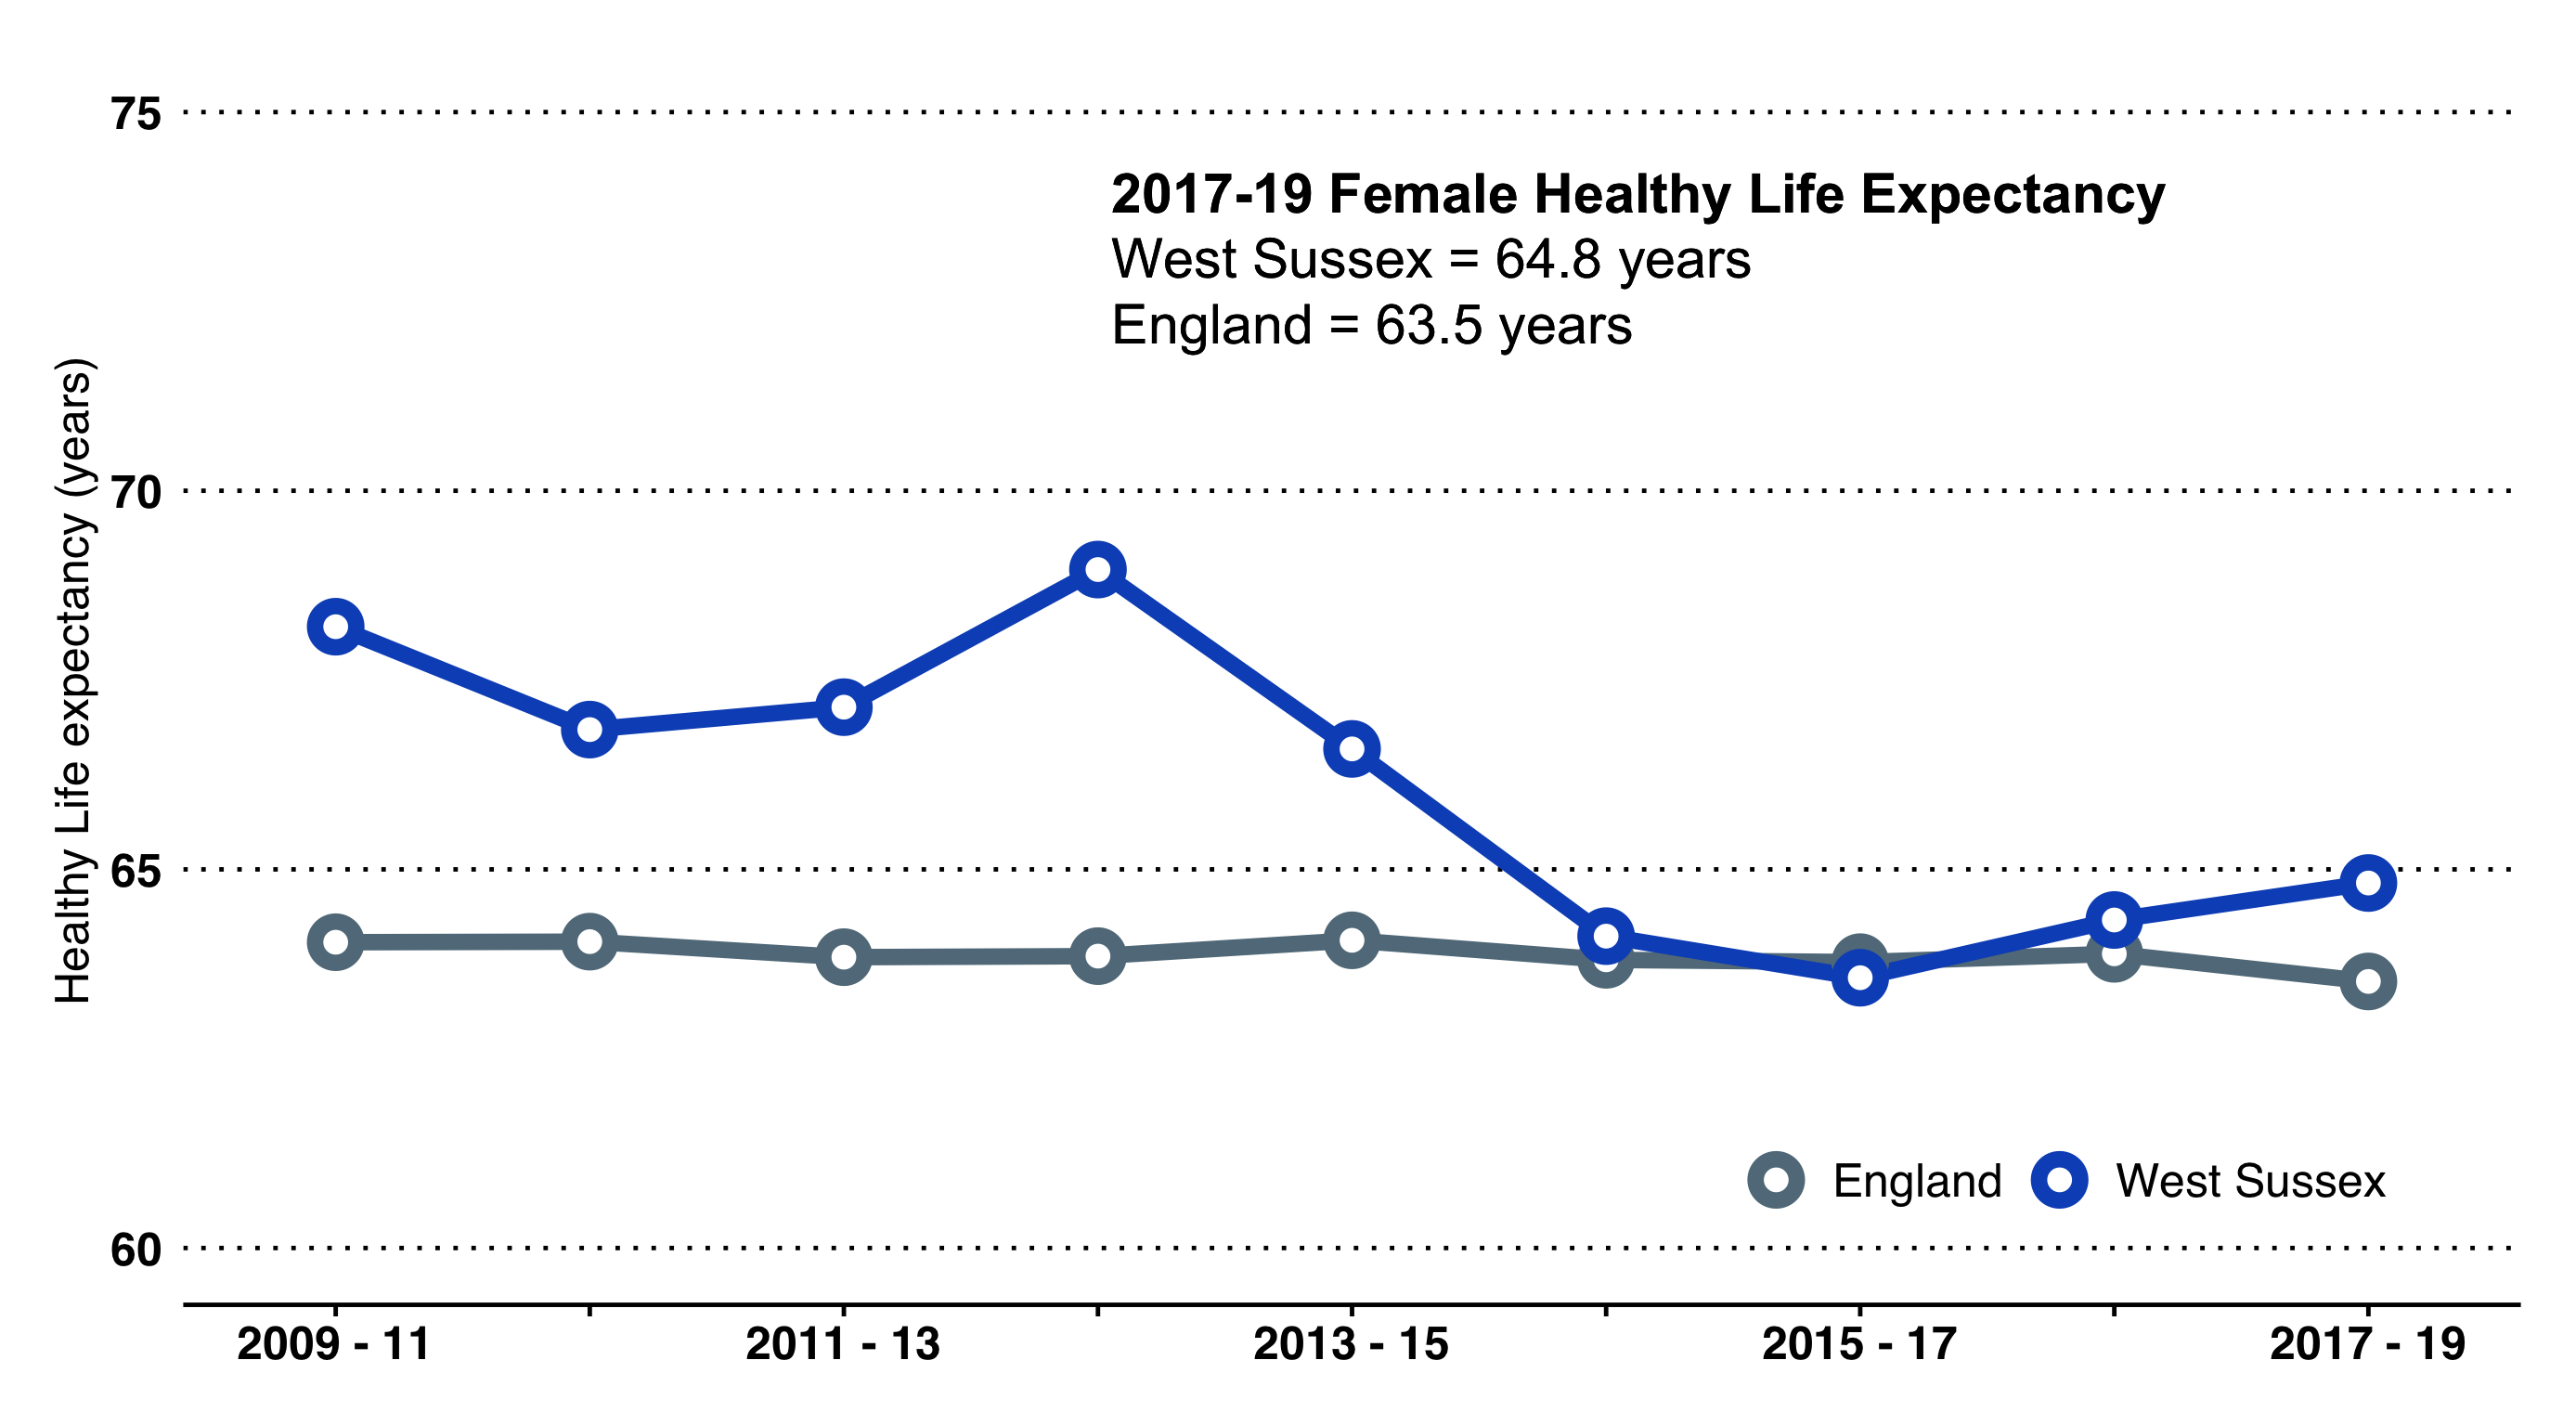 75
2017-19 Female Healthy Life Expectancy
West Sussex = 64.8 years
England = 63.5 years
Healthy Life expectancy (years)
70
65
England
West Sussex
60
2009 - 11
2011 - 13
2013 - 15
2015 - 17
2017 - 19